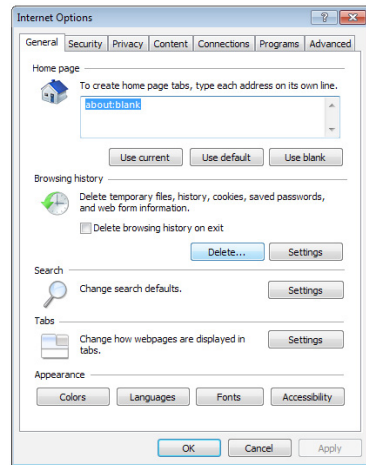 Internet Options
General Security Privacy Content Connections Programs Advanced
Home page
To create home page tabs, type each address on its own line.
about:blank
Use current Use default Use blank
Browsing history
Delete temporary files, history, cookies, saved passwords,
and web form information.
Delete browsing history on exit
Delete... Settings
Search
Change search defaults.
Settings
Tabs
Change how webpages are displayed in
tabs.
Settings
Appearance
Colors Languages Fonts Accessibility
OK Cancel Apply